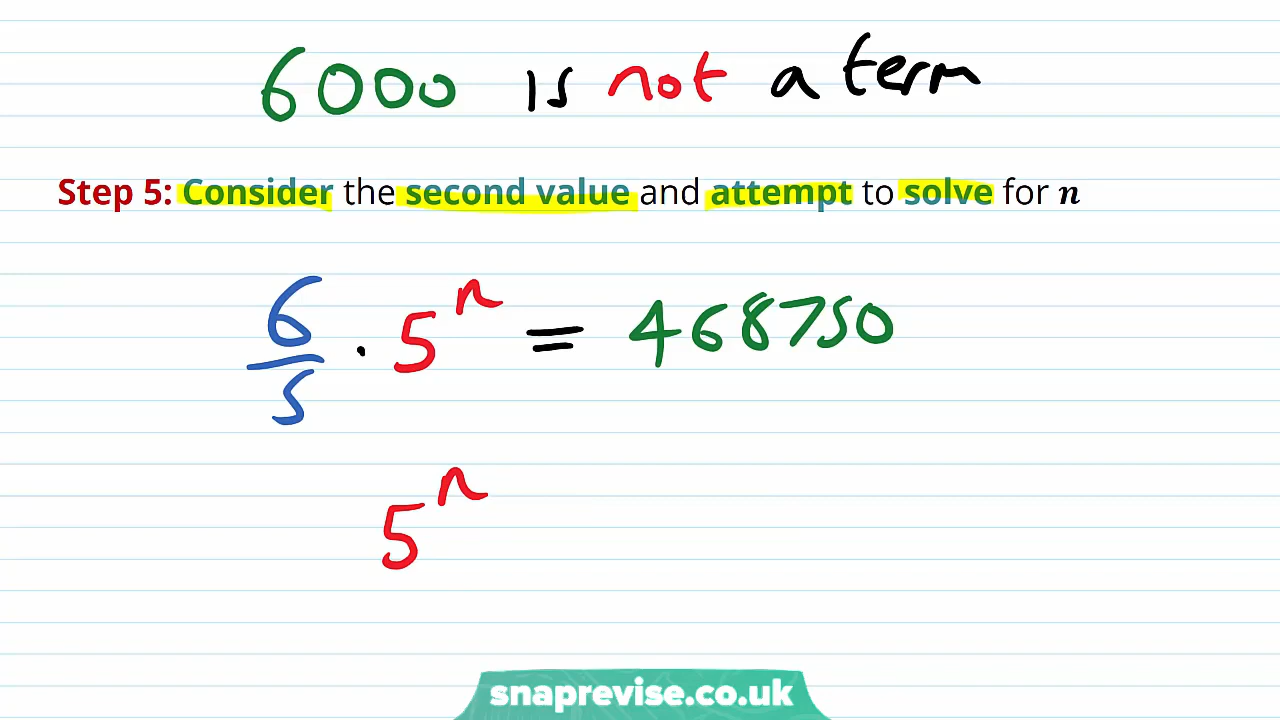 6000 is not a term
Step 5: Consider the second value and attempt to solve for n
6/5 · 5^n = 468750
5^n
snaprevise.co.uk